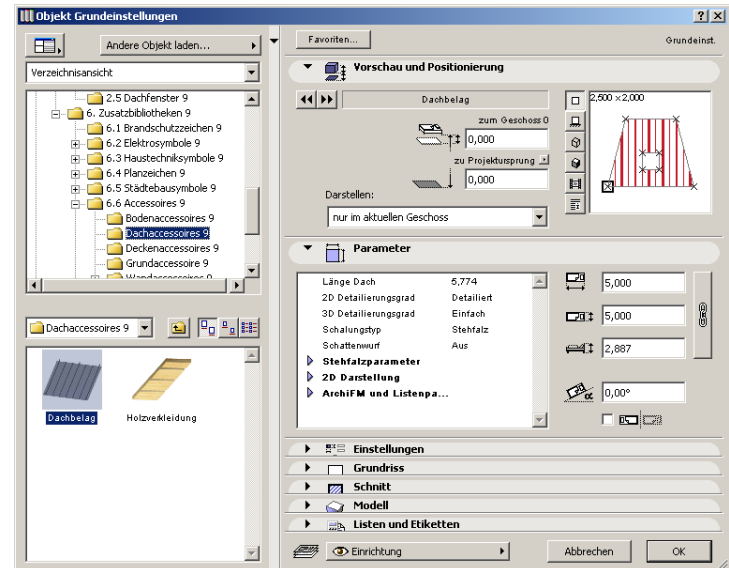 Objekt Grundeinstellungen
Andere Objekt laden...
Verzeichnisansicht
2.5 Dachfenster 9
6. Zusatzbibliotheken 9
6.1 Brandschutzzeichen 9
6.2 Elektrosymbole 9
6.3 Haustechniksymbole 9
6.4 Planzeichen 9
6.5 Städtebausymbole 9
6.6 Accessoires 9
Bodenaccessoires 9
Dachaccessoires 9
Deckenaccessoires 9
Grundaccessoire 9
Wandaccessoire 9
Dachaccessoires 9
Dachbelag
Holzverkleidung
Favoriten...
Grundeinst.
Vorschau und Positionierung
Dachbelag
zum Geschoss 0
0,000
zu Projektursprung
0,000
Darstellen:
nur im aktuellen Geschoss
2,500 x 2,000
Parameter
Länge Dach 5,774
2D Detailierungsgrad Detailiert
3D Detailierungsgrad Einfach
Schalungstyp Stehfalz
Schattenwurf Aus
Stehfalzparameter
2D Darstellung
ArchiFM und Listenpa...
5,000
5,000
2,887
α 0,00°
Einstellungen
Grundriss
Schnitt
Modell
Listen und Etiketten
Einrichtung
Abbrechen
OK